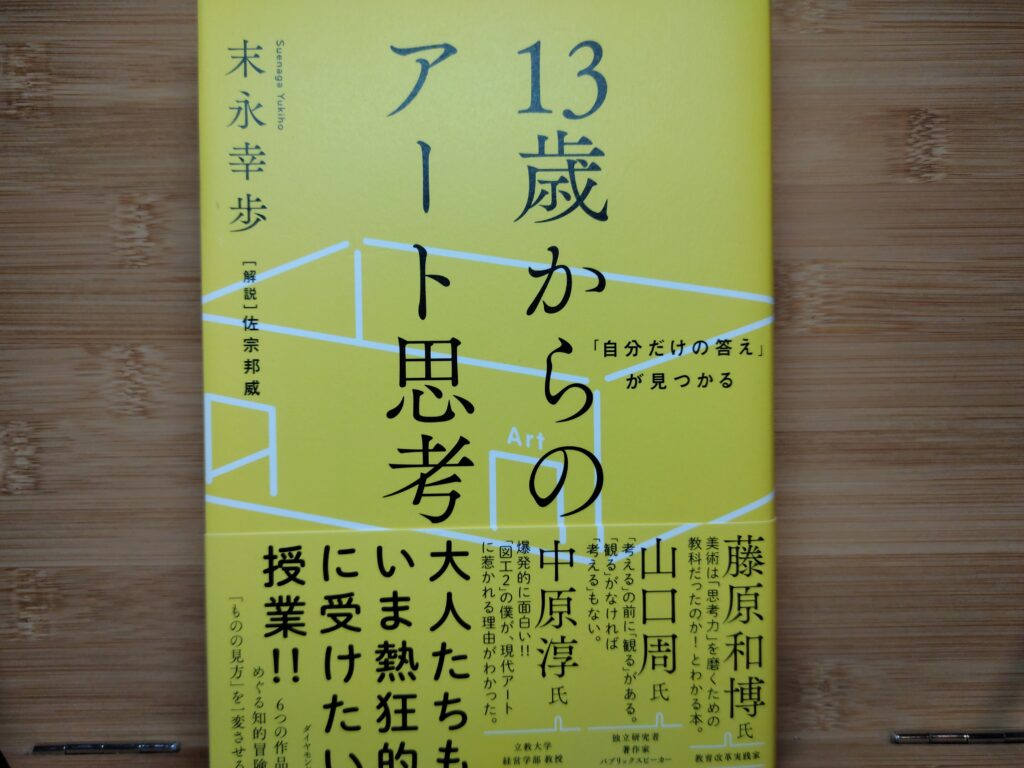 「自分だけの答え」
が見つかる
13歳からの
アート思考
Suenaga Yukiho
末永幸歩
［解説］佐宗邦威
Art
藤原和博氏
美術は「思考力」を磨くための
教科だったのか！とわかる本。
教育改革実践家
山口周氏
「考える」の前に「観る」がある。
「観る」がなければ
「考える」もない。
独立研究者
著作家
パブリックスピーカー
中原淳氏
爆発的に面白い!!
「図工2」の僕が、現代アート
に惹かれる理由がわかった。
立教大学
経営学部 教授
大人たちも
いま熱狂的
に受けたい
授業!!
6つの作品
めぐる知的冒険
「ものの見方」を一変させる
ダイヤモン